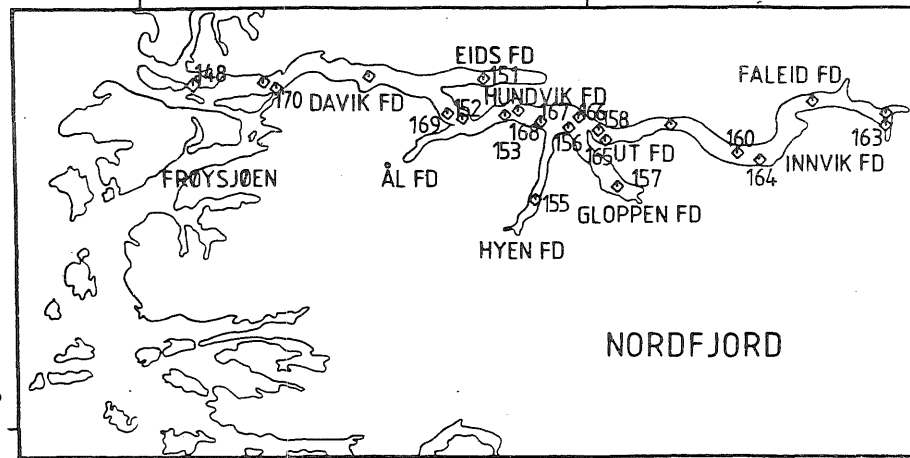 EIDS FD
148
151
FALEID FD
170
DAVIK FD
HUNDVIK FD
169
152
153
168
167
166
158
156
165
UT FD
160
164
163
INNVIK FD
FRØYSJØEN
ÅL FD
157
155
GLOPPEN FD
HYEN FD
NORDFJORD